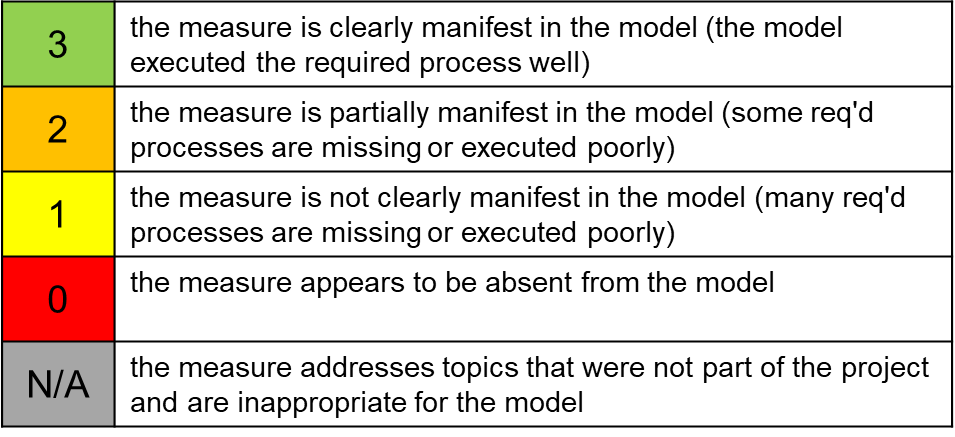 3
the measure is clearly manifest in the model (the model
executed the required process well)
2
the measure is partially manifest in the model (some req'd
processes are missing or executed poorly)
1
the measure is not clearly manifest in the model (many req'd
processes are missing or executed poorly)
0
the measure appears to be absent from the model
N/A
the measure addresses topics that were not part of the project
and are inappropriate for the model